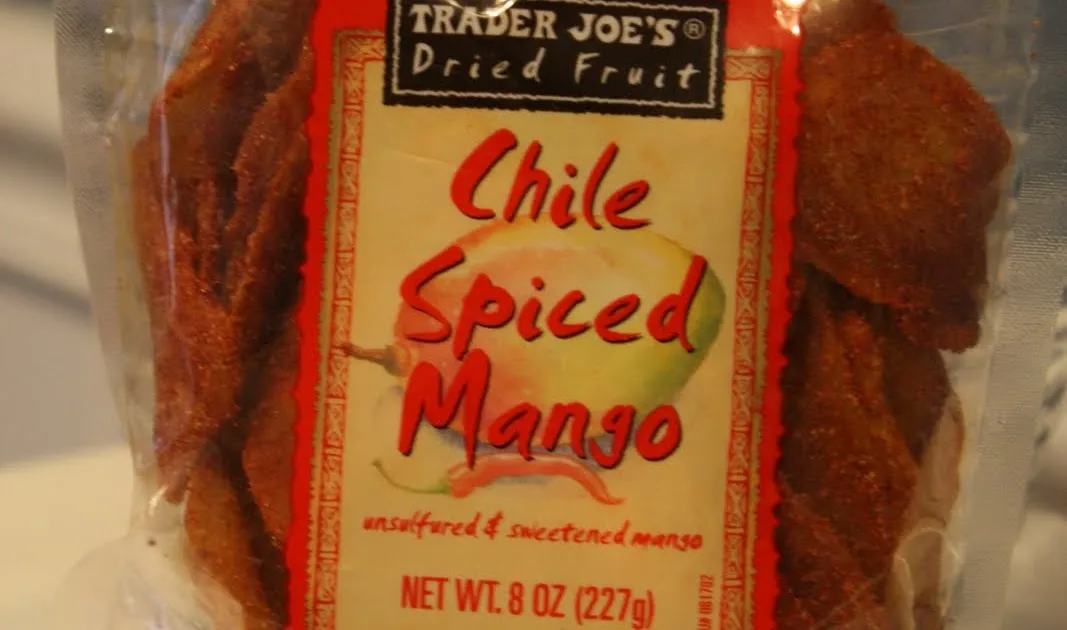 TRADER JOE'S®
Dried Fruit
Chile
Spiced
Mango
unsulfured & sweetened mango
NET WT. 8 OZ (227g)